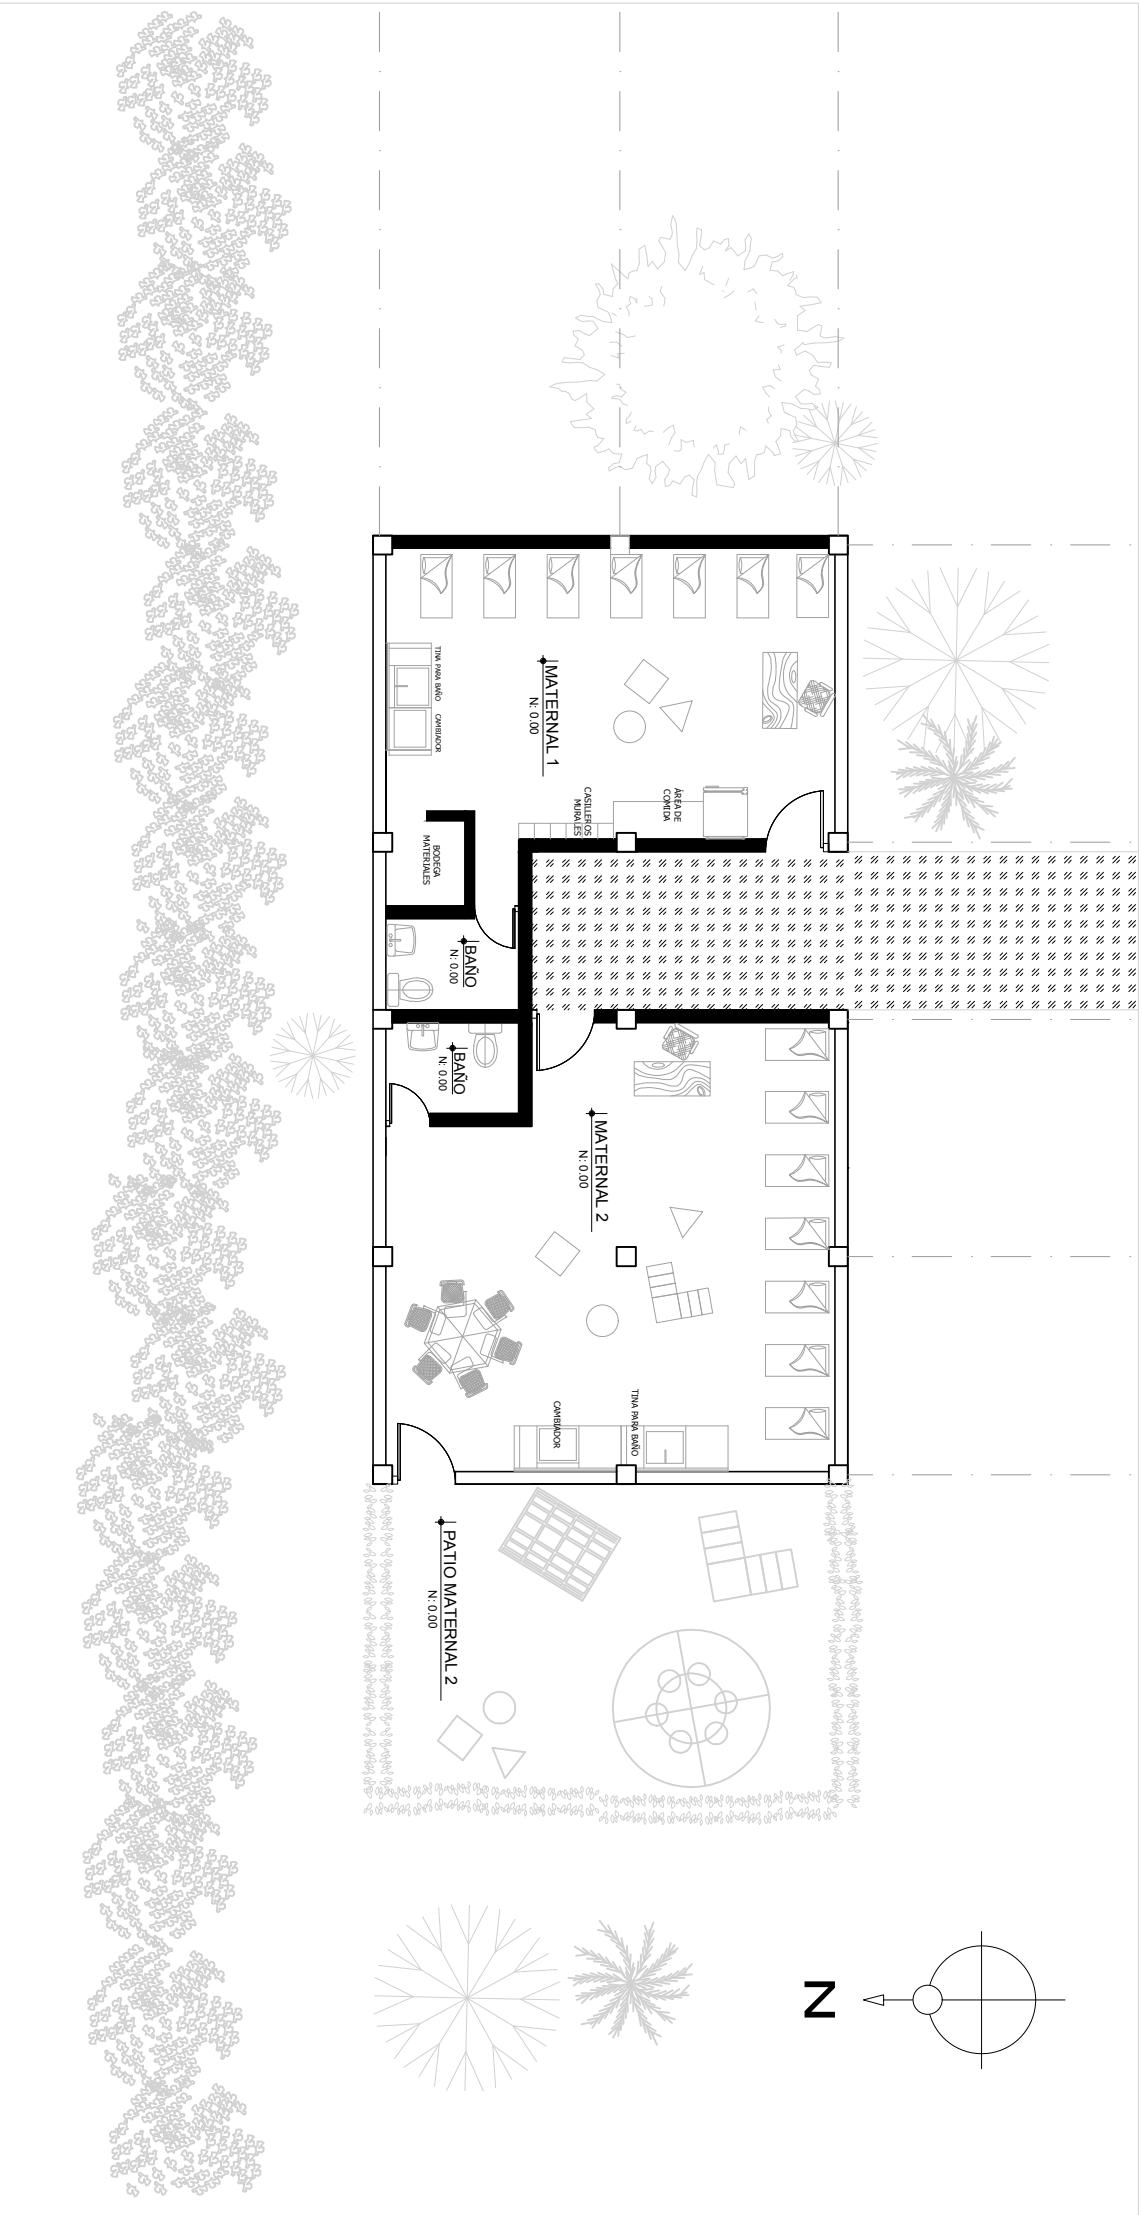 MATERNAL 1
N: 0.00
TINA PARA BAÑO
CAMBIADOR
CASILLEROS
MURALES
ÁREA DE
COMIDA
BODEGA
MATERIALES
BAÑO
N: 0.00
BAÑO
N: 0.00
MATERNAL 2
N: 0.00
CAMBIADOR
TINA PARA BAÑO
PATIO MATERNAL 2
N: 0.00
N